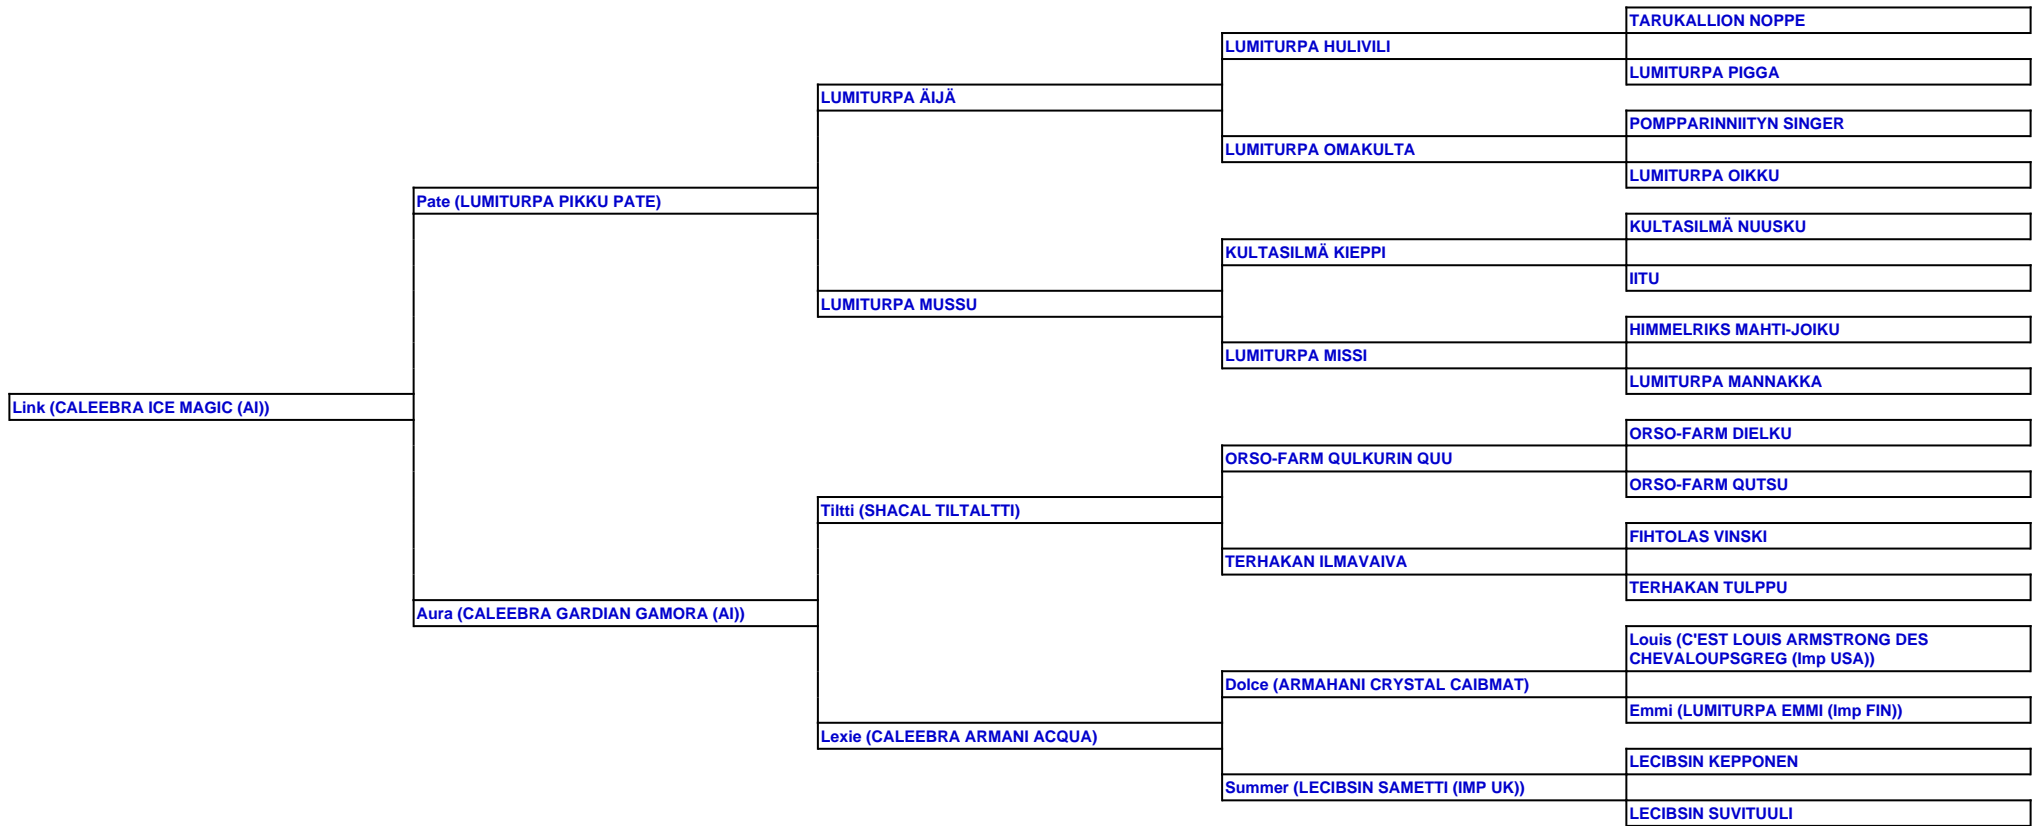 TARUKALLION NOPPE
LUMITURPA HULIVILI
LUMITURPA PIGGA
LUMITURPA ÄIJÄ
POMPPARINNIITYN SINGER
LUMITURPA OMAKULTA
LUMITURPA OIKKU
Pate (LUMITURPA PIKKU PATE)
KULTASILMÄ NUUSKU
KULTASILMÄ KIEPPI
IITU
LUMITURPA MUSSU
HIMMELRIKS MAHTI-JOIKU
LUMITURPA MISSI
LUMITURPA MANNAKKA
Link (CALEEBRA ICE MAGIC (AI))
ORSO-FARM DIELKU
ORSO-FARM QULKURIN QUU
ORSO-FARM QUTSU
Tiltti (SHACAL TILTALTTI)
FIHTOLAS VINSKI
TERHAKAN ILMAVAIVA
TERHAKAN TULPPU
Aura (CALEEBRA GARDIAN GAMORA (AI))
Louis (C'EST LOUIS ARMSTRONG DES
CHEVALOUPSGREG (Imp USA))
Dolce (ARMAHANI CRYSTAL CAIBMAT)
Emmi (LUMITURPA EMMI (Imp FIN))
Lexie (CALEEBRA ARMANI ACQUA)
LECIBSIN KEPPONEN
Summer (LECIBSIN SAMETTI (IMP UK))
LECIBSIN SUVITUULI